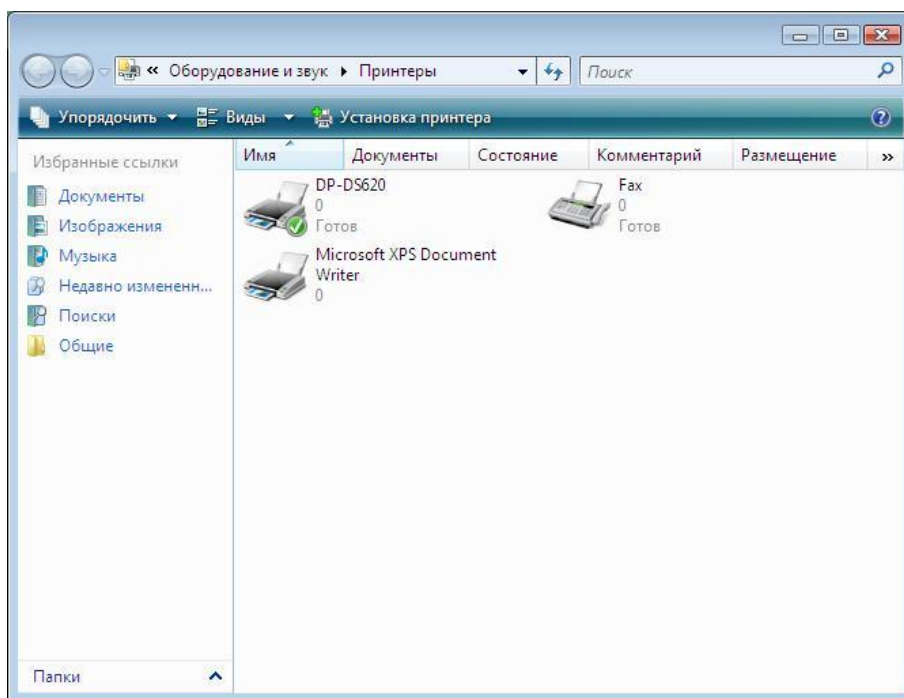 « Оборудование и звук Принтеры
Поиск
Упорядочить Виды Установка принтера
Избранные ссылки
Документы
Изображения
Музыка
Недавно измененн...
Поиски
Общие
Папки
Имя Документы Состояние Комментарий Размещение »
DP-DS620
0
Готов
Fax
0
Готов
Microsoft XPS Document
Writer
0